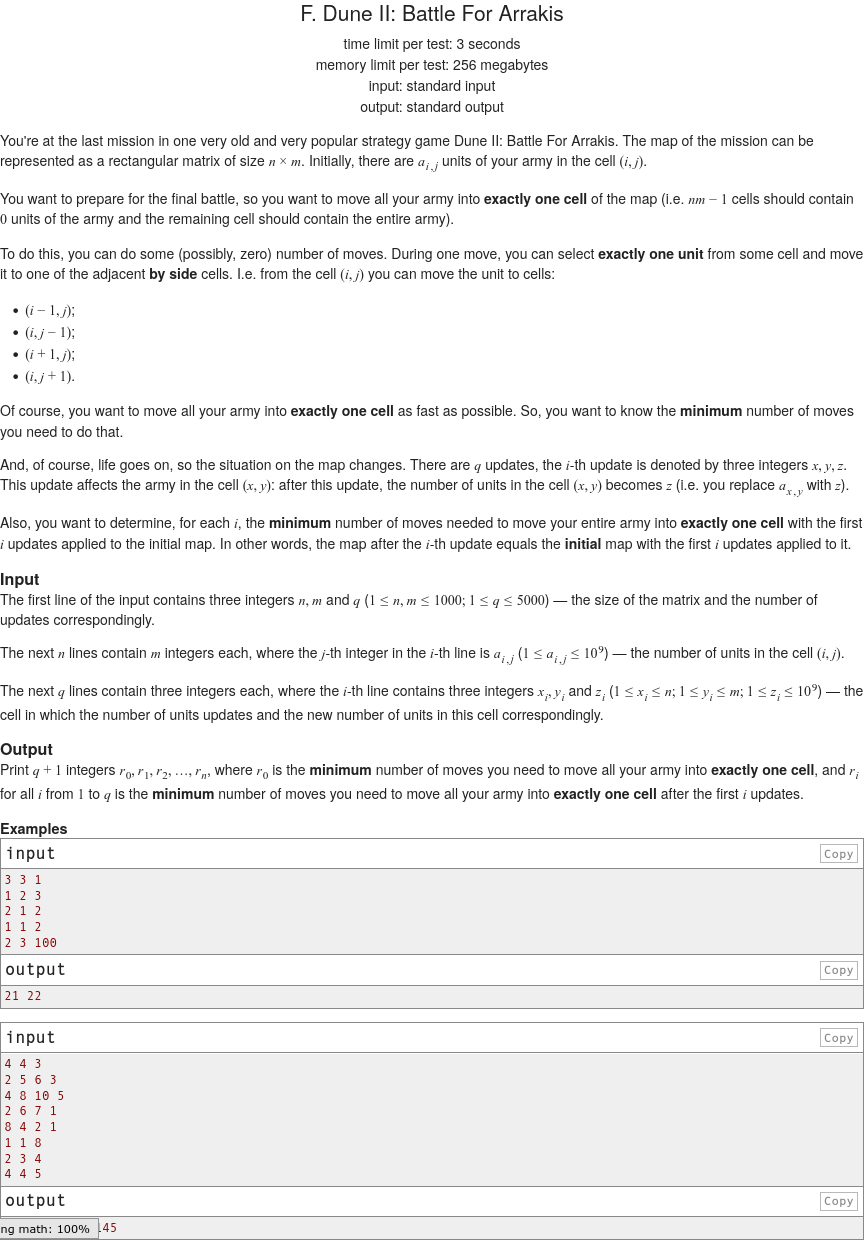 F. Dune II: Battle For Arrakis
time limit per test: 3 seconds
memory limit per test: 256 megabytes
input: standard input
output: standard output
You're at the last mission in one very old and very popular strategy game Dune II: Battle For Arrakis. The map of the mission can be
represented as a rectangular matrix of size n × m. Initially, there are a_{i,j} units of your army in the cell (i, j).
You want to prepare for the final battle, so you want to move all your army into exactly one cell of the map (i.e. nm − 1 cells should contain
0 units of the army and the remaining cell should contain the entire army).
To do this, you can do some (possibly, zero) number of moves. During one move, you can select exactly one unit from some cell and move
it to one of the adjacent by side cells. I.e. from the cell (i, j) you can move the unit to cells:
• (i − 1, j);
• (i, j − 1);
• (i + 1, j);
• (i, j + 1).
Of course, you want to move all your army into exactly one cell as fast as possible. So, you want to know the minimum number of moves
you need to do that.
And, of course, life goes on, so the situation on the map changes. There are q updates, the i-th update is denoted by three integers x, y, z.
This update affects the army in the cell (x, y): after this update, the number of units in the cell (x, y) becomes z (i.e. you replace a_{x,y} with z).
Also, you want to determine, for each i, the minimum number of moves needed to move your entire army into exactly one cell with the first
i updates applied to the initial map. In other words, the map after the i-th update equals the initial map with the first i updates applied to it.
Input
The first line of the input contains three integers n, m and q (1 ≤ n, m ≤ 1000; 1 ≤ q ≤ 5000) — the size of the matrix and the number of
updates correspondingly.
The next n lines contain m integers each, where the j-th integer in the i-th line is a_{i,j} (1 ≤ a_{i,j} ≤ 10^9) — the number of units in the cell (i, j).
The next q lines contain three integers each, where the i-th line contains three integers x_i, y_i and z_i (1 ≤ x_i ≤ n; 1 ≤ y_i ≤ m; 1 ≤ z_i ≤ 10^9) — the
cell in which the number of units updates and the new number of units in this cell correspondingly.
Output
Print q + 1 integers r_0, r_1, r_2, …, r_n, where r_0 is the minimum number of moves you need to move all your army into exactly one cell, and r_i
for all i from 1 to q is the minimum number of moves you need to move all your army into exactly one cell after the first i updates.
Examples
input Copy
3 3 1
1 2 3
2 1 2
1 1 2
2 3 100
output Copy
21 22
input Copy
4 4 3
2 5 6 3
4 8 10 5
2 6 7 1
8 4 2 1
1 1 8
2 3 4
4 4 5
output Copy
ng math: 100% 145